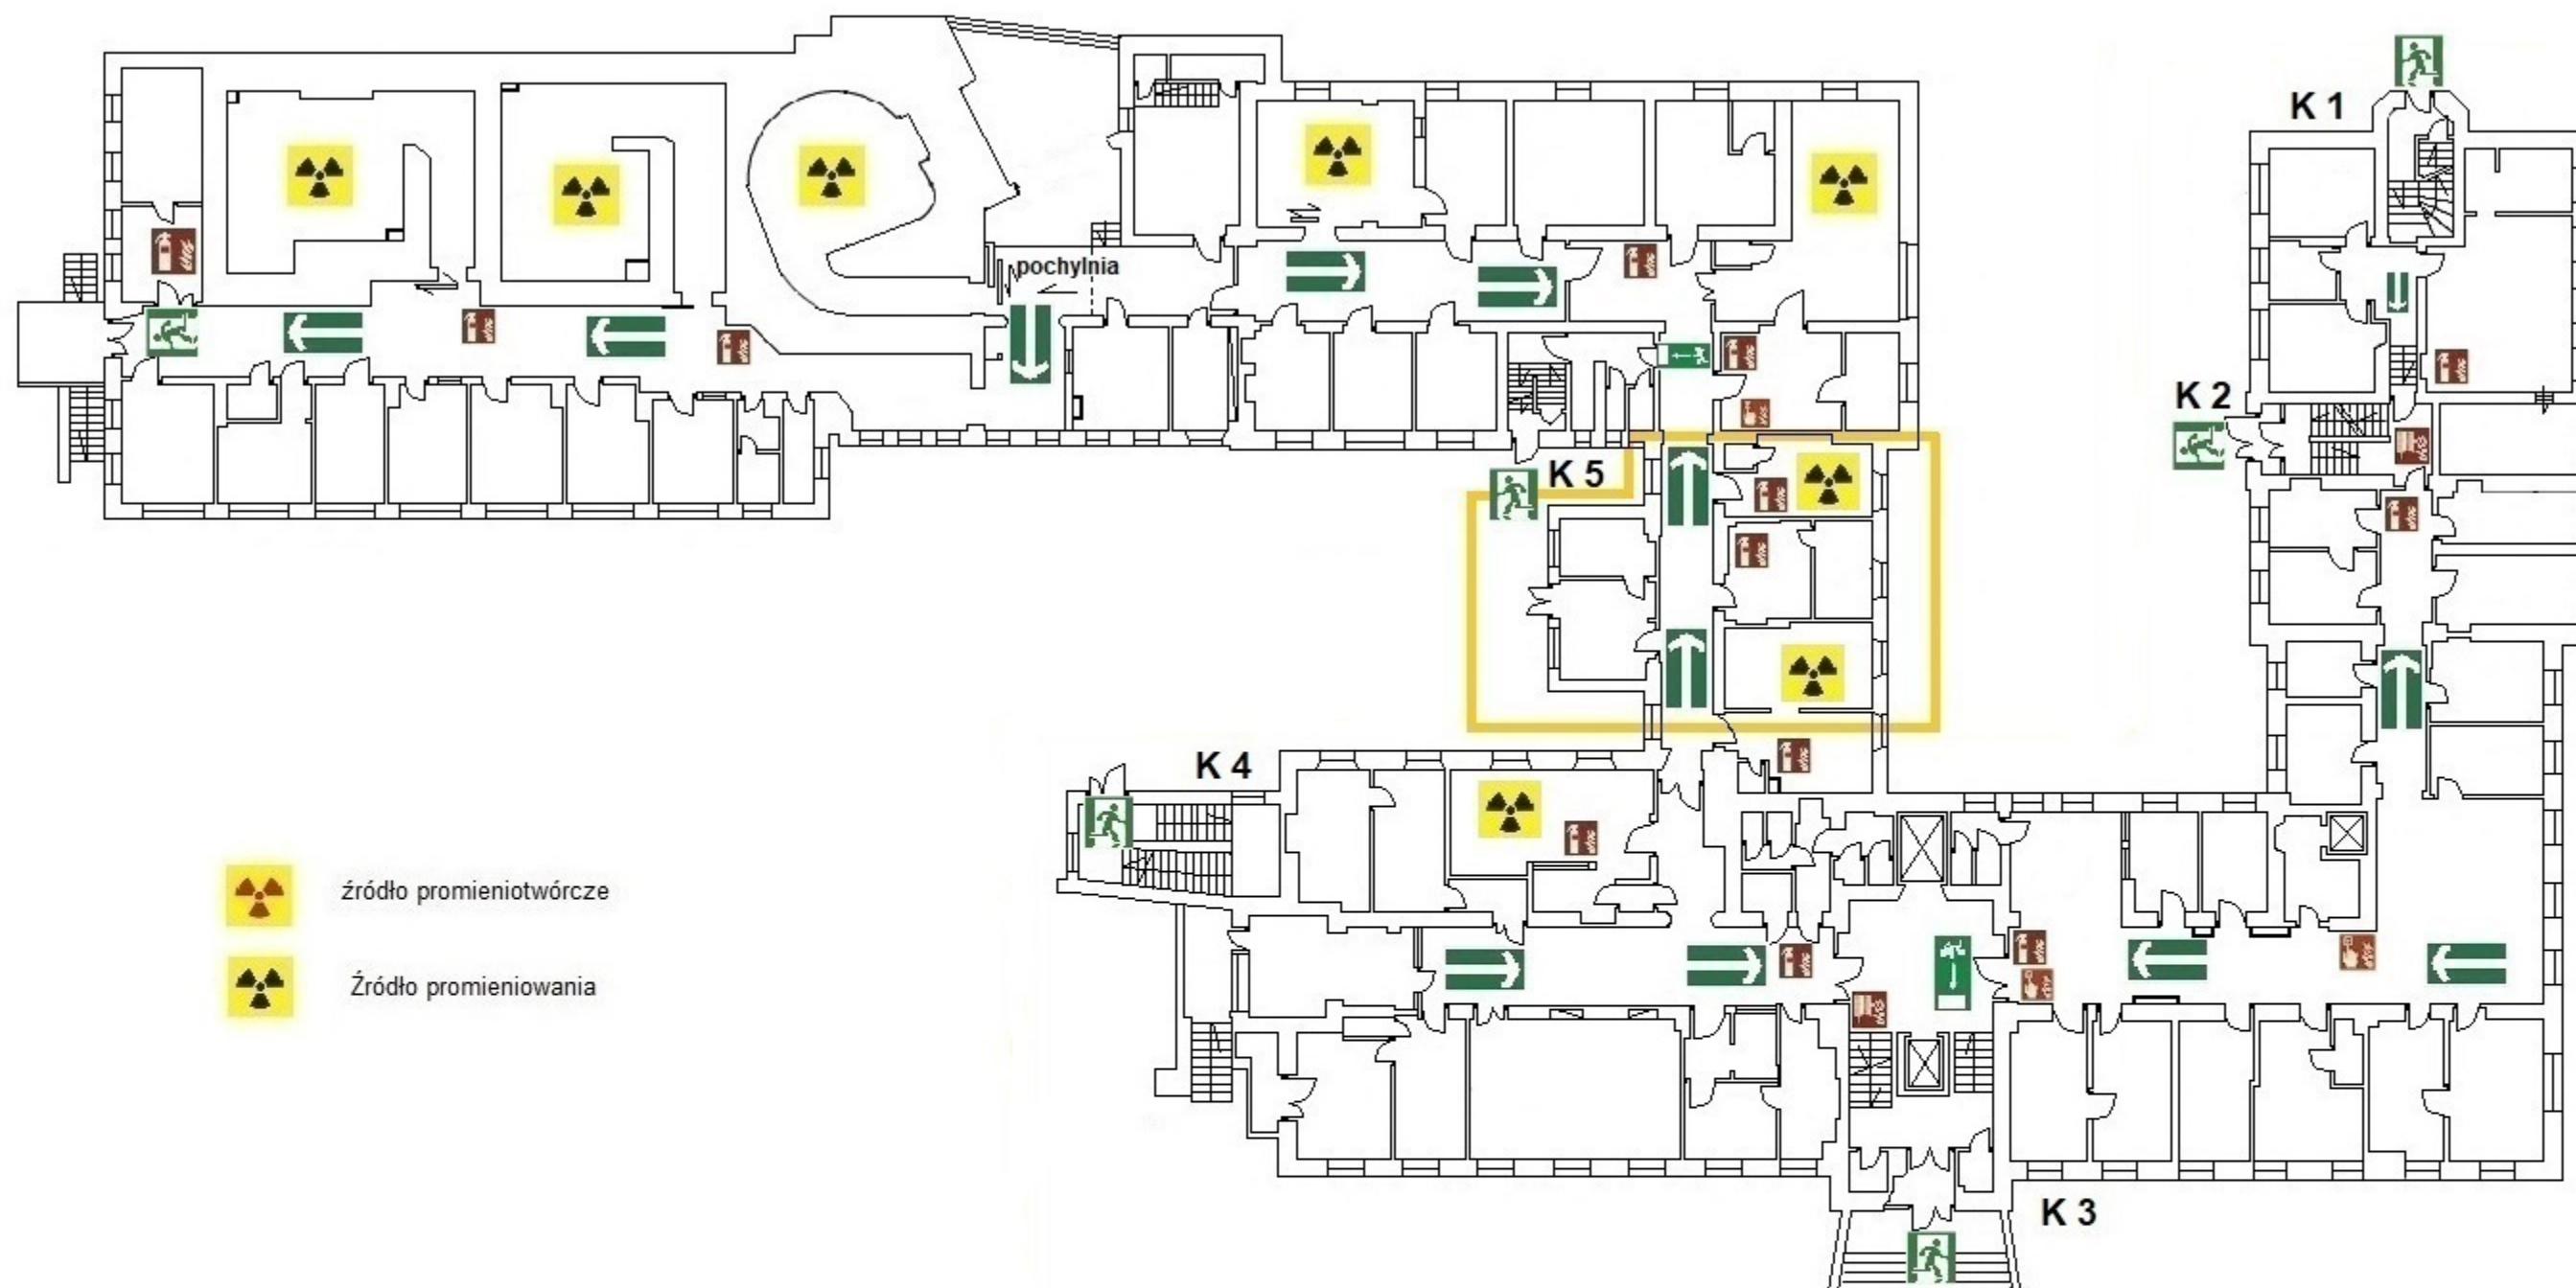 K 1
pochylnia
K 2
K 5
K 4
źródło promieniotwórcze
Źródło promieniowania
K 3